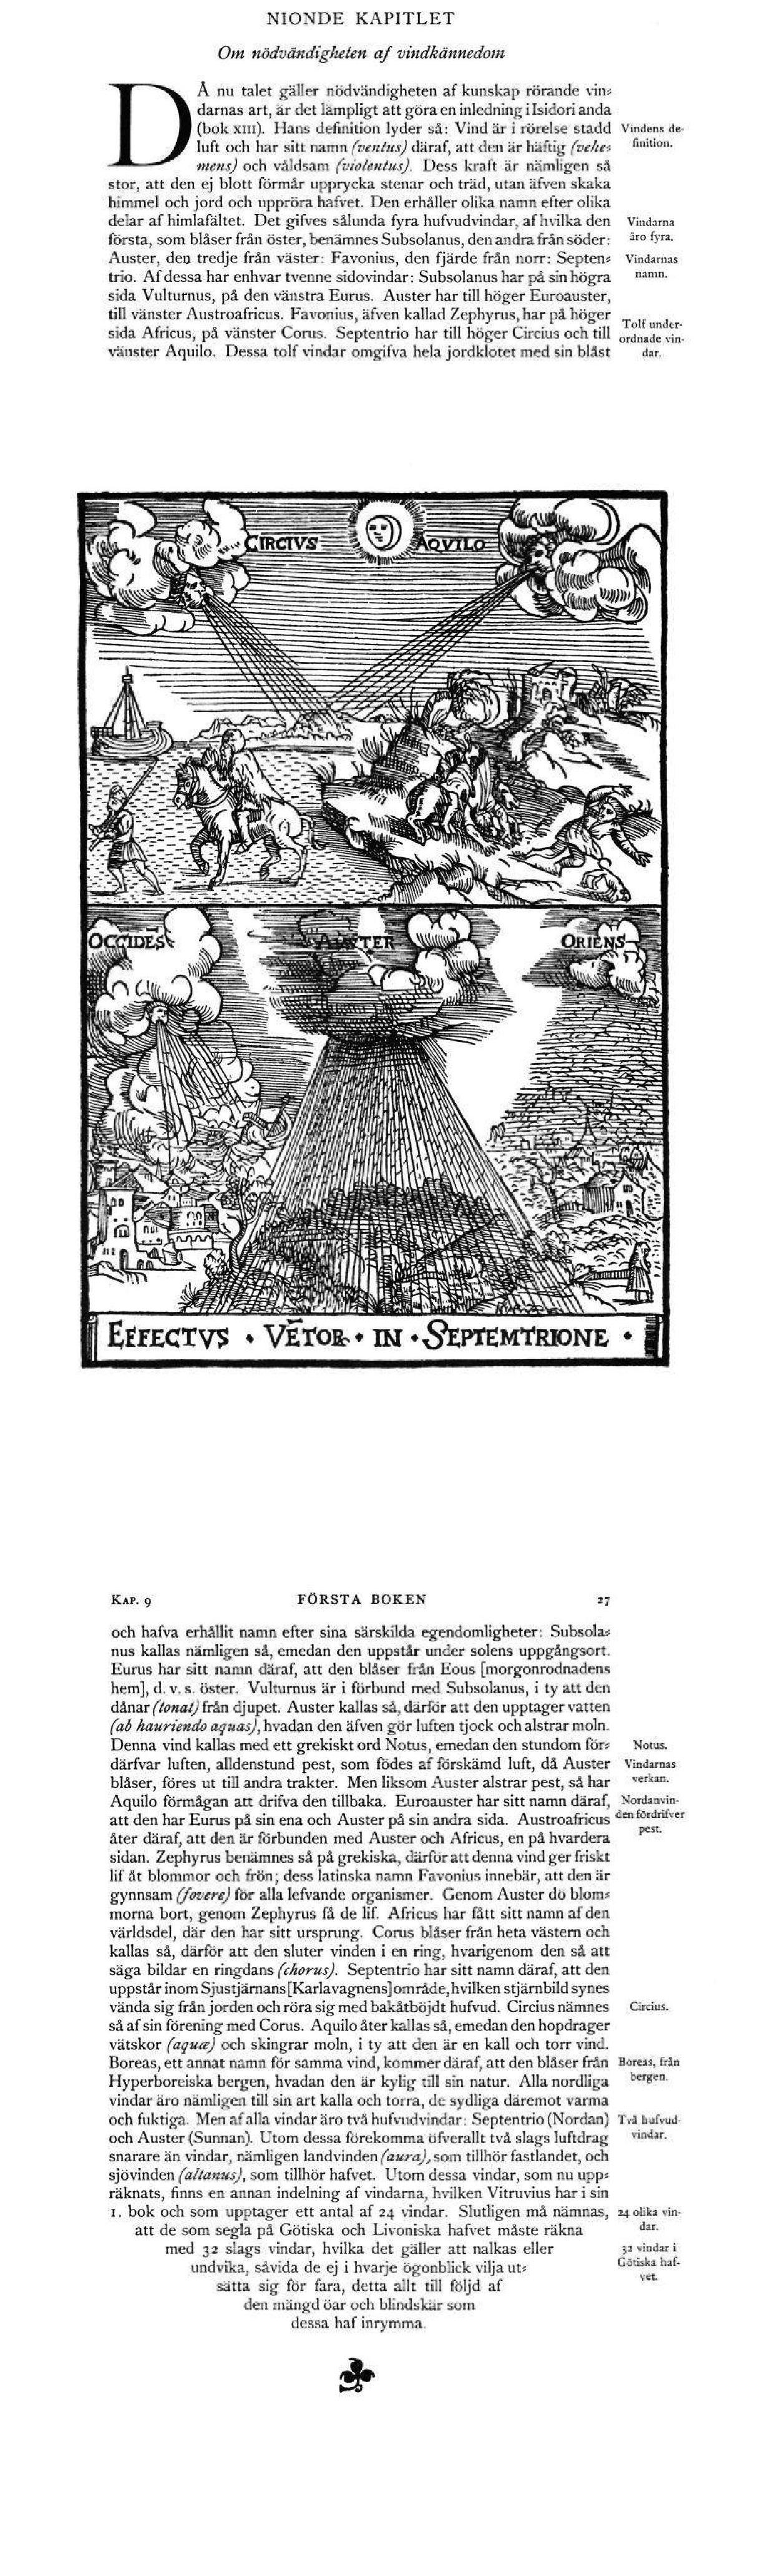 NIONDE KAPITLET
Om nödvändigheten af vindkännedom
DÅ nu talet gäller nödvändigheten af kunskap rörande vin-
darnas art, är det lämpligt att göra en inledning i Isidori anda
(bok XIII). Hans definition lyder så: Vind är i rörelse stadd
luft och har sitt namn (ventus) däraf, att den är häftig (vehe-
mens) och våldsam (violentus). Dess kraft är nämligen så
stor, att den ej blott förmår upprycka stenar och träd, utan äfven skaka
himmel och jord och uppröra hafvet. Den erhåller olika namn efter olika
delar af himlafältet. Det gifves sålunda fyra hufvudvindar, af hvilka den
första, som blåser från öster, benämnes Subsolanus, den andra från söder:
Auster, den tredje från väster: Favonius, den fjärde från norr: Septen-
trio. Af dessa har enhvar tvenne sidovindar: Subsolanus har på sin högra
sida Vulturnus, på den vänstra Eurus. Auster har till höger Euroauster,
till vänster Austroafricus. Favonius, äfven kallad Zephyrus, har på höger
sida Africus, på vänster Corus. Septentrio har till höger Circius och till
vänster Aquilo. Dessa tolf vindar omgifva hela jordklotet med sin blåst
Vindens de-
finition.
Vindarna
äro fyra.
Vindarnas
namn.
Tolf under-
ordnade vin-
dar.
CIRCIVS
AQVILO
OCCIDĒS
AVSTER
ORIENS
EFFECTVS · VĒTOR · IN · SEPTEMTRIONE ·
KAP. 9 FÖRSTA BOKEN 27
och hafva erhållit namn efter sina särskilda egendomligheter: Subsola-
nus kallas nämligen så, emedan den uppstår under solens uppgångsort.
Eurus har sitt namn däraf, att den blåser från Eous [morgonrodnadens
hem], d. v. s. öster. Vulturnus är i förbund med Subsolanus, i ty att den
dånar (tonat) från djupet. Auster kallas så, därför att den upptager vatten
(ab hauriendo aquas), hvadan den äfven gör luften tjock och alstrar moln.
Denna vind kallas med ett grekiskt ord Notus, emedan den stundom för-
därfvar luften, alldenstund pest, som födes af förskämd luft, då Auster
blåser, föres ut till andra trakter. Men liksom Auster alstrar pest, så har
Aquilo förmågan att drifva den tillbaka. Euroauster har sitt namn däraf,
att den har Eurus på sin ena och Auster på sin andra sida. Austroafricus
åter däraf, att den är förbunden med Auster och Africus, en på hvardera
sidan. Zephyrus benämnes så på grekiska, därför att denna vind ger friskt
lif åt blommor och frön; dess latinska namn Favonius innebär, att den är
gynnsam (fovere) för alla lefvande organismer. Genom Auster dö blom-
morna bort, genom Zephyrus få de lif. Africus har fått sitt namn af den
världsdel, där den har sitt ursprung. Corus blåser från heta västern och
kallas så, därför att den sluter vinden i en ring, hvarigenom den så att
säga bildar en ringdans (chorus). Septentrio har sitt namn däraf, att den
uppstår inom Sjustjärnans [Karlavagnens] område, hvilken stjärnbild synes
vända sig från jorden och röra sig med bakåtböjdt hufvud. Circius nämnes
så af sin förening med Corus. Aquilo åter kallas så, emedan den hopdrager
vätskor (aquæ) och skingrar moln, i ty att den är en kall och torr vind.
Boreas, ett annat namn för samma vind, kommer däraf, att den blåser från
Hyperboreiska bergen, hvadan den är kylig till sin natur. Alla nordliga
vindar äro nämligen till sin art kalla och torra, de sydliga däremot varma
och fuktiga. Men af alla vindar äro två hufvudvindar: Septentrio (Nordan)
och Auster (Sunnan). Utom dessa förekomma öfverallt två slags luftdrag
snarare än vindar, nämligen landvinden (aura), som tillhör fastlandet, och
sjövinden (altanus), som tillhör hafvet. Utom dessa vindar, som nu upp-
räknats, finns en annan indelning af vindarna, hvilken Vitruvius har i sin
1. bok och som upptager ett antal af 24 vindar. Slutligen må nämnas,
att de som segla på Götiska och Livoniska hafvet måste räkna
med 32 slags vindar, hvilka det gäller att nalkas eller
undvika, såvida de ej i hvarje ögonblick vilja ut-
sätta sig för fara, detta allt till följd af
den mängd öar och blindskär som
dessa haf inrymma.
Notus.
Vindarnas
verkan.
Nordanvin-
den fördrifver
pest.
Circius.
Boreas, från
bergen.
Två hufvud-
vindar.
24 olika vin-
dar.
32 vindar i
Götiska haf-
vet.